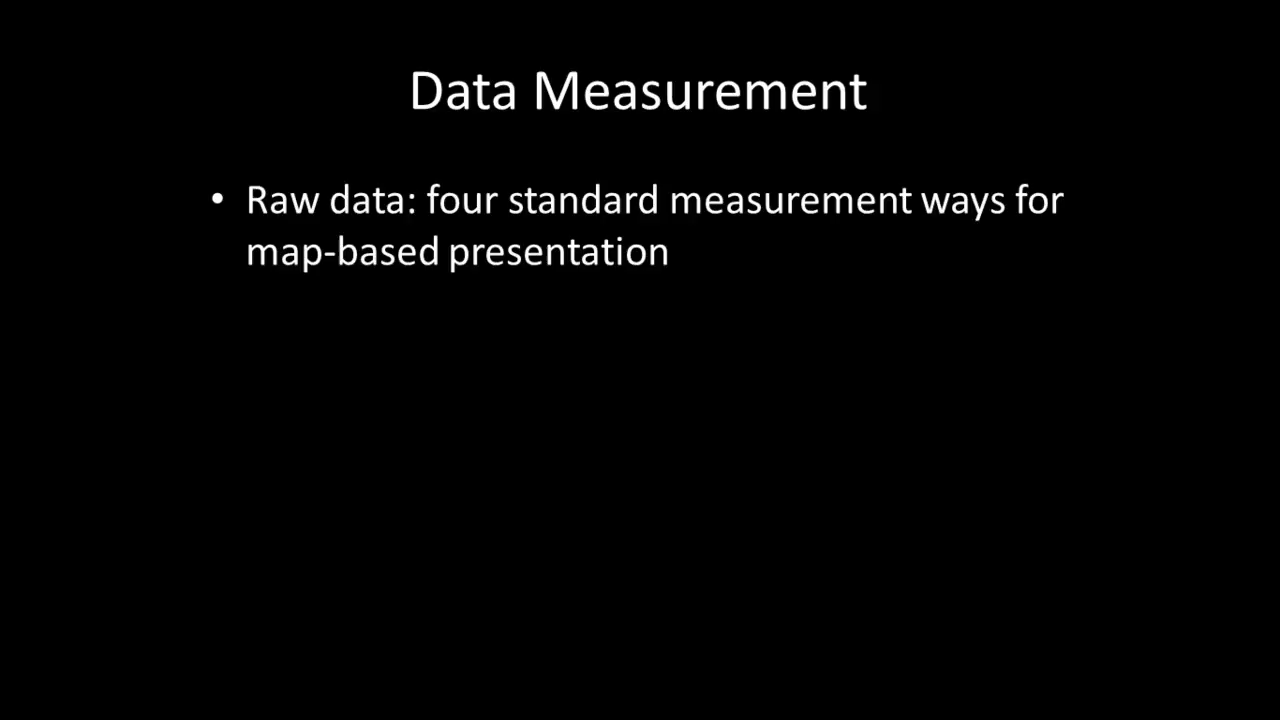 Data Measurement
• Raw data: four standard measurement ways for
map-based presentation